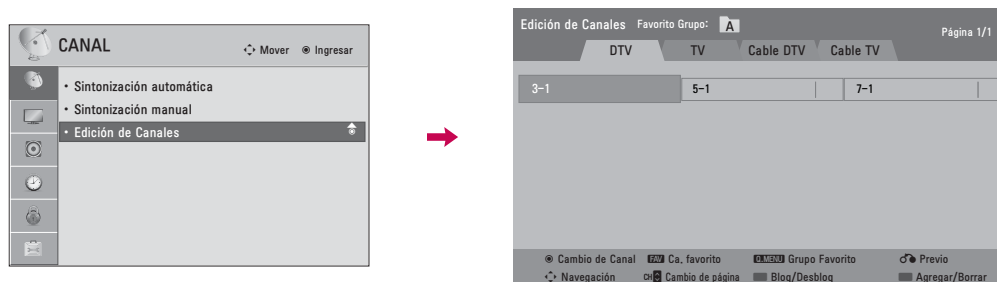 CANAL
Mover Ingresar
• Sintonización automática
• Sintonización manual
• Edición de Canales
Edición de Canales Favorito Grupo: A
Página 1/1
DTV TV Cable DTV Cable TV
3-1 5-1 7-1
Cambio de Canal FAV Ca. favorito Q.MENU Grupo Favorito Previo
Navegación CH Cambio de página Bloq/Desbloq Agregar/Borrar